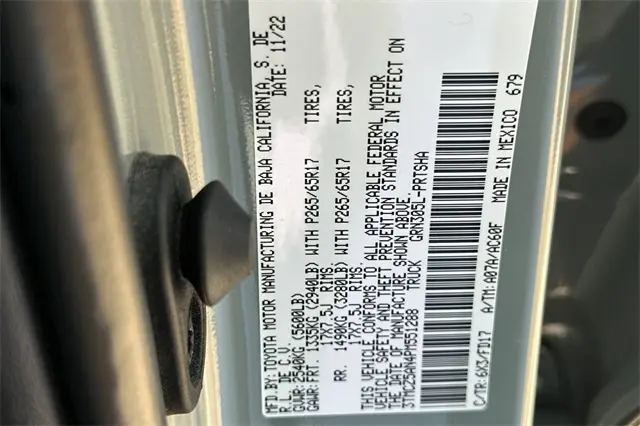 MFD. BY: TOYOTA MOTOR MANUFACTURING DE BAJA CALIFORNIA, S. DE
R.L. DE C.V. DATE: 11/22
GVWR: 2540KG (5600LB)
GAWR: FRT. 1335KG (2940LB) WITH P265/65R17 TIRES,
17X7.5J RIMS,
RR. 1490KG (3280LB) WITH P265/65R17 TIRES,
17X7.5J RIMS.
THIS VEHICLE CONFORMS TO ALL APPLICABLE FEDERAL MOTOR
VEHICLE SAFETY AND THEFT PREVENTION STANDARDS IN EFFECT ON
THE DATE OF MANUFACTURE SHOWN ABOVE.
3TMCZ5AN4PM551288 TRUCK GRN305L-PRTSHA
C/TR: 6X3/FD17 A/TM: A07A/AC60F MADE IN MEXICO 679